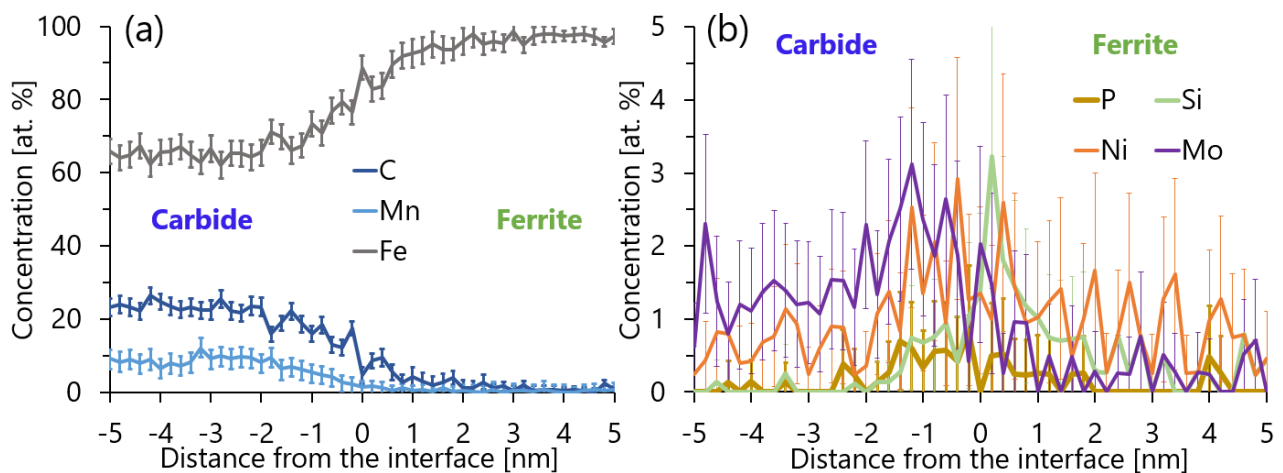 (a)
100
80
60
40
20
0
Concentration [at. %]
C
Mn
Fe
Carbide
Ferrite
-5 -4 -3 -2 -1 0 1 2 3 4 5
Distance from the interface [nm]
(b)
Carbide
Ferrite
P Si
Ni Mo
5
4
3
2
1
0
Concentration [at. %]
-5 -4 -3 -2 -1 0 1 2 3 4 5
Distance from the interface [nm]